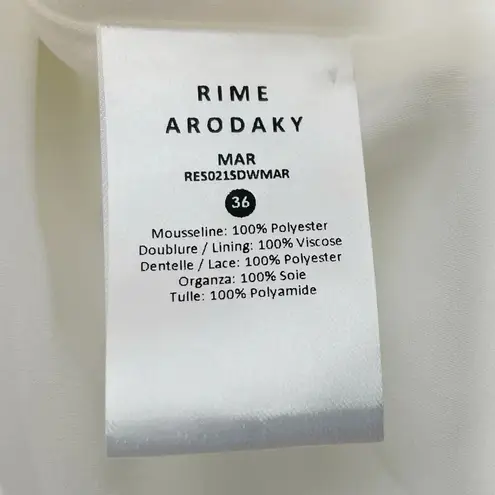 RIME
ARODAKY
MAR
RES021SDWMAR
36
Mousseline: 100% Polyester
Doublure / Lining: 100% Viscose
Dentelle / Lace: 100% Polyester
Organza: 100% Soie
Tulle: 100% Polyamide